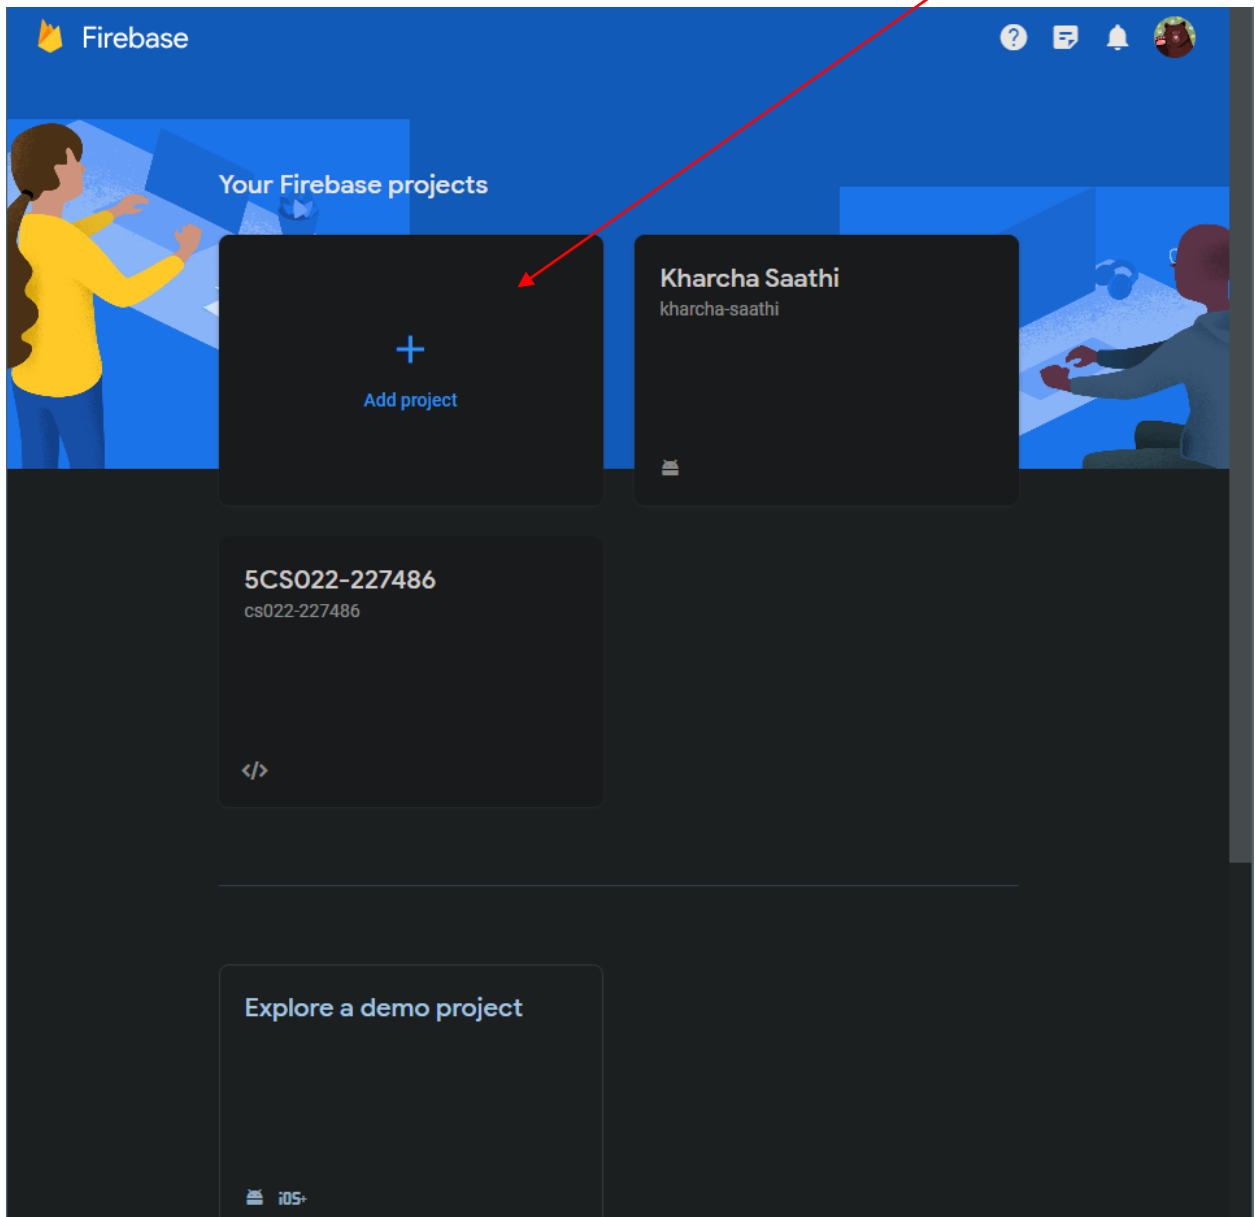 Firebase
Your Firebase projects
Add project
Kharcha Saathi
kharcha-saathi
5CS022-227486
cs022-227486
</>
Explore a demo project
iOS+